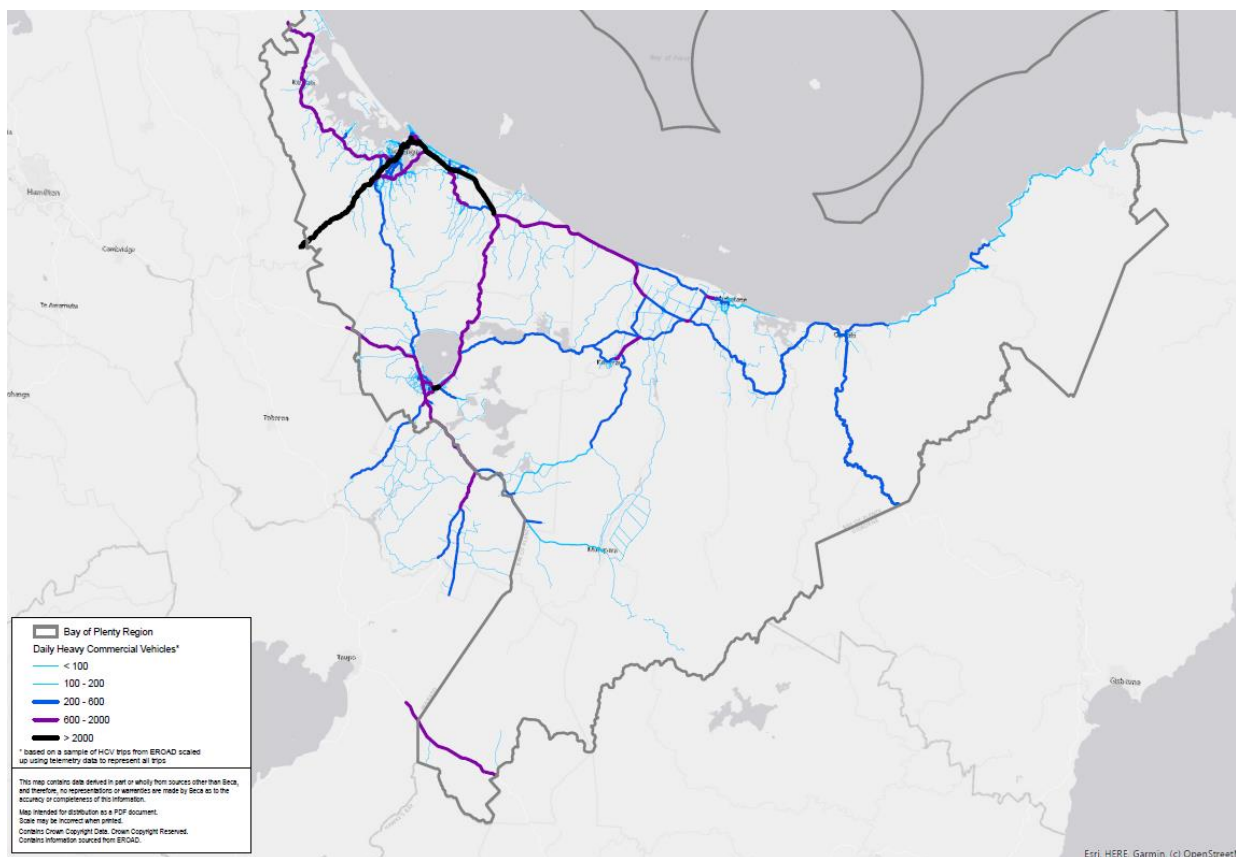 Bay of Plenty
Hamilton
Cambridge
Te Awamutu
Tokoroa
Murupara
Taupo
Gisborne
Bay of Plenty Region
Daily Heavy Commercial Vehicles*
< 100
100 - 200
200 - 600
600 - 2000
> 2000
* based on a sample of HCV trips from EROAD scaled
up using telemetry data to represent all trips
This map contains data derived in part or wholly from sources other than Beca,
and therefore, no representations or warranties are made by Beca as to the
accuracy or completeness of this information.
Map intended for distribution as a PDF document.
Scale may be incorrect when printed.
Contains Crown Copyright Data. Crown Copyright Reserved.
Contains information sourced from EROAD.
Esri, HERE, Garmin, (c) OpenStreetM